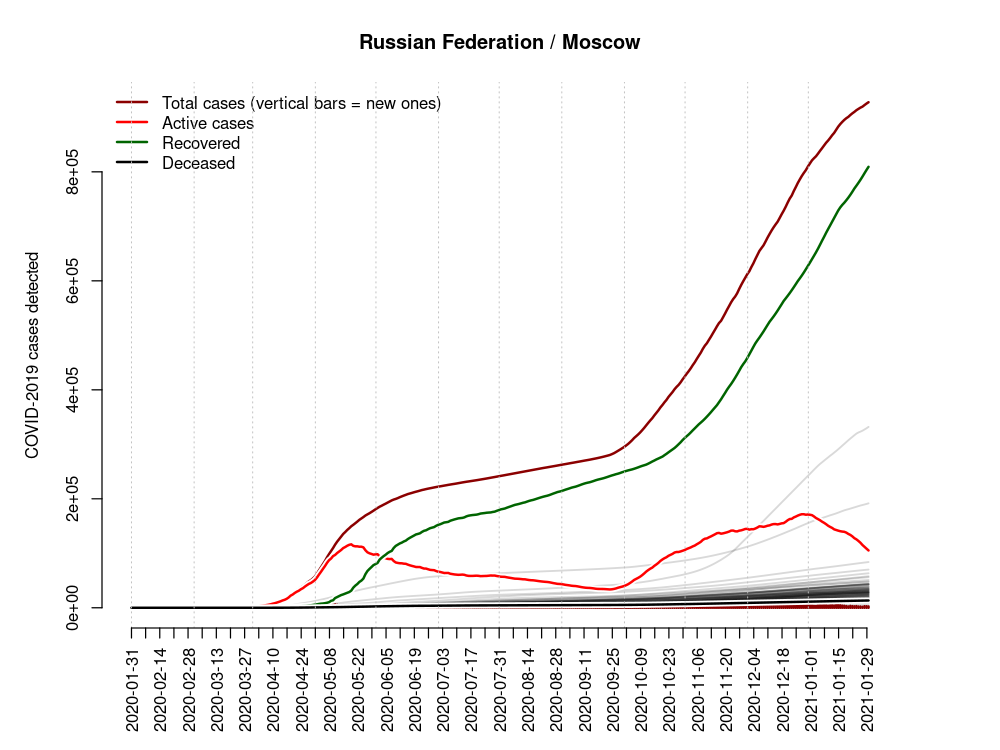 Russian Federation / Moscow
Total cases (vertical bars = new ones)
Active cases
Recovered
Deceased
COVID-2019 cases detected
8e+05
6e+05
4e+05
2e+05
0e+00
2020-01-31
2020-02-14
2020-02-28
2020-03-13
2020-03-27
2020-04-10
2020-04-24
2020-05-08
2020-05-22
2020-06-05
2020-06-19
2020-07-03
2020-07-17
2020-07-31
2020-08-14
2020-08-28
2020-09-11
2020-09-25
2020-10-09
2020-10-23
2020-11-06
2020-11-20
2020-12-04
2020-12-18
2021-01-01
2021-01-15
2021-01-29